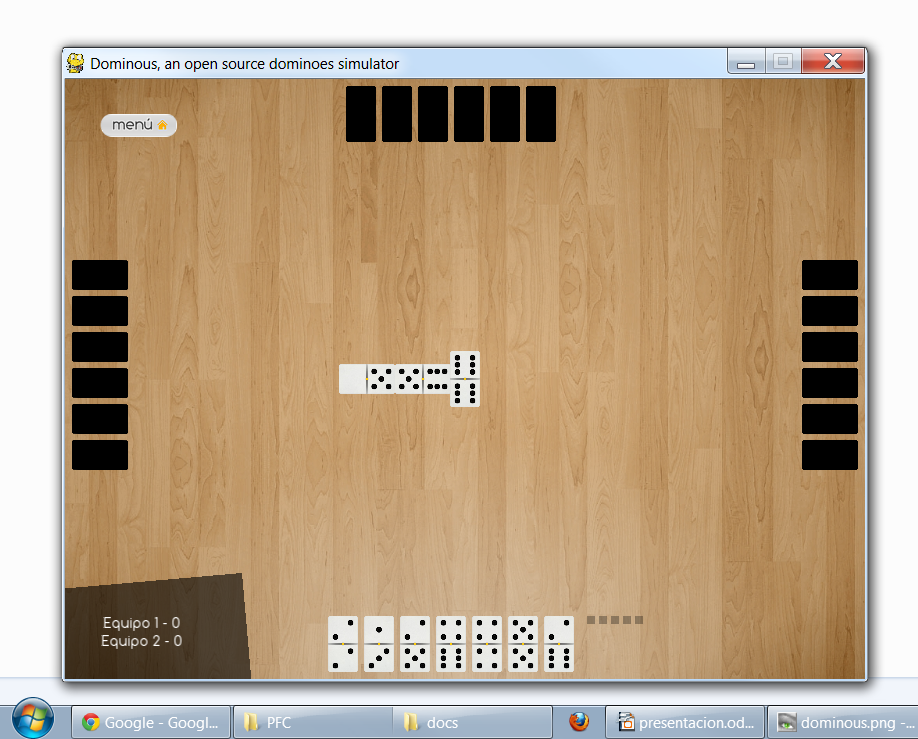 Dominous, an open source dominoes simulator
menú
Equipo 1 - 0
Equipo 2 - 0
Google - Googl...
PFC
docs
presentacion.od...
dominous.png -...